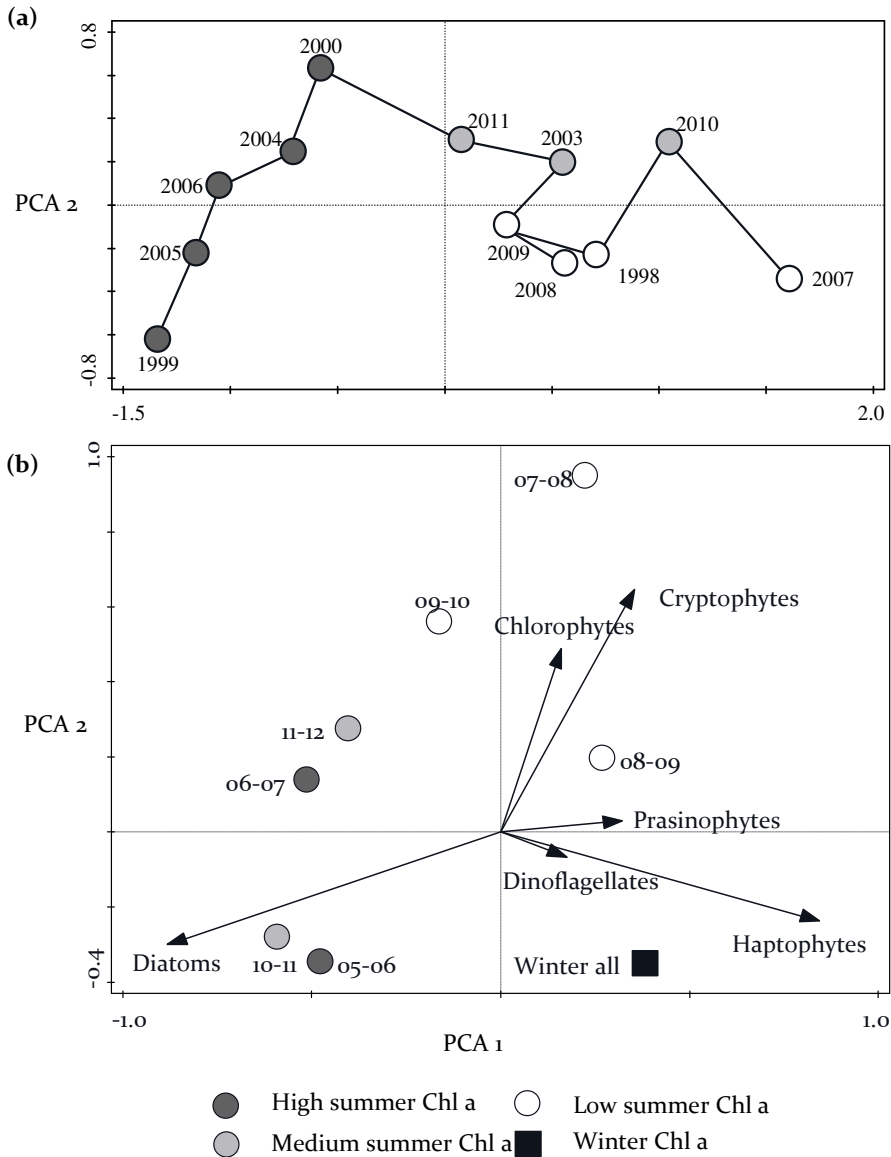 (a)
0.8
2000
2011
2003
2010
2004
2006
PCA 2
2005
2009
2008
1998
2007
1999
-0.8
-1.5
2.0
(b)
1.0
07-08
09-10
Cryptophytes
Chlorophytes
PCA 2
11-12
06-07
08-09
Prasinophytes
Dinoflagellates
Haptophytes
Diatoms
10-11
05-06
Winter all
-0.4
-1.0
1.0
PCA 1
High summer Chl a
Low summer Chl a
Medium summer Chl a
Winter Chl a